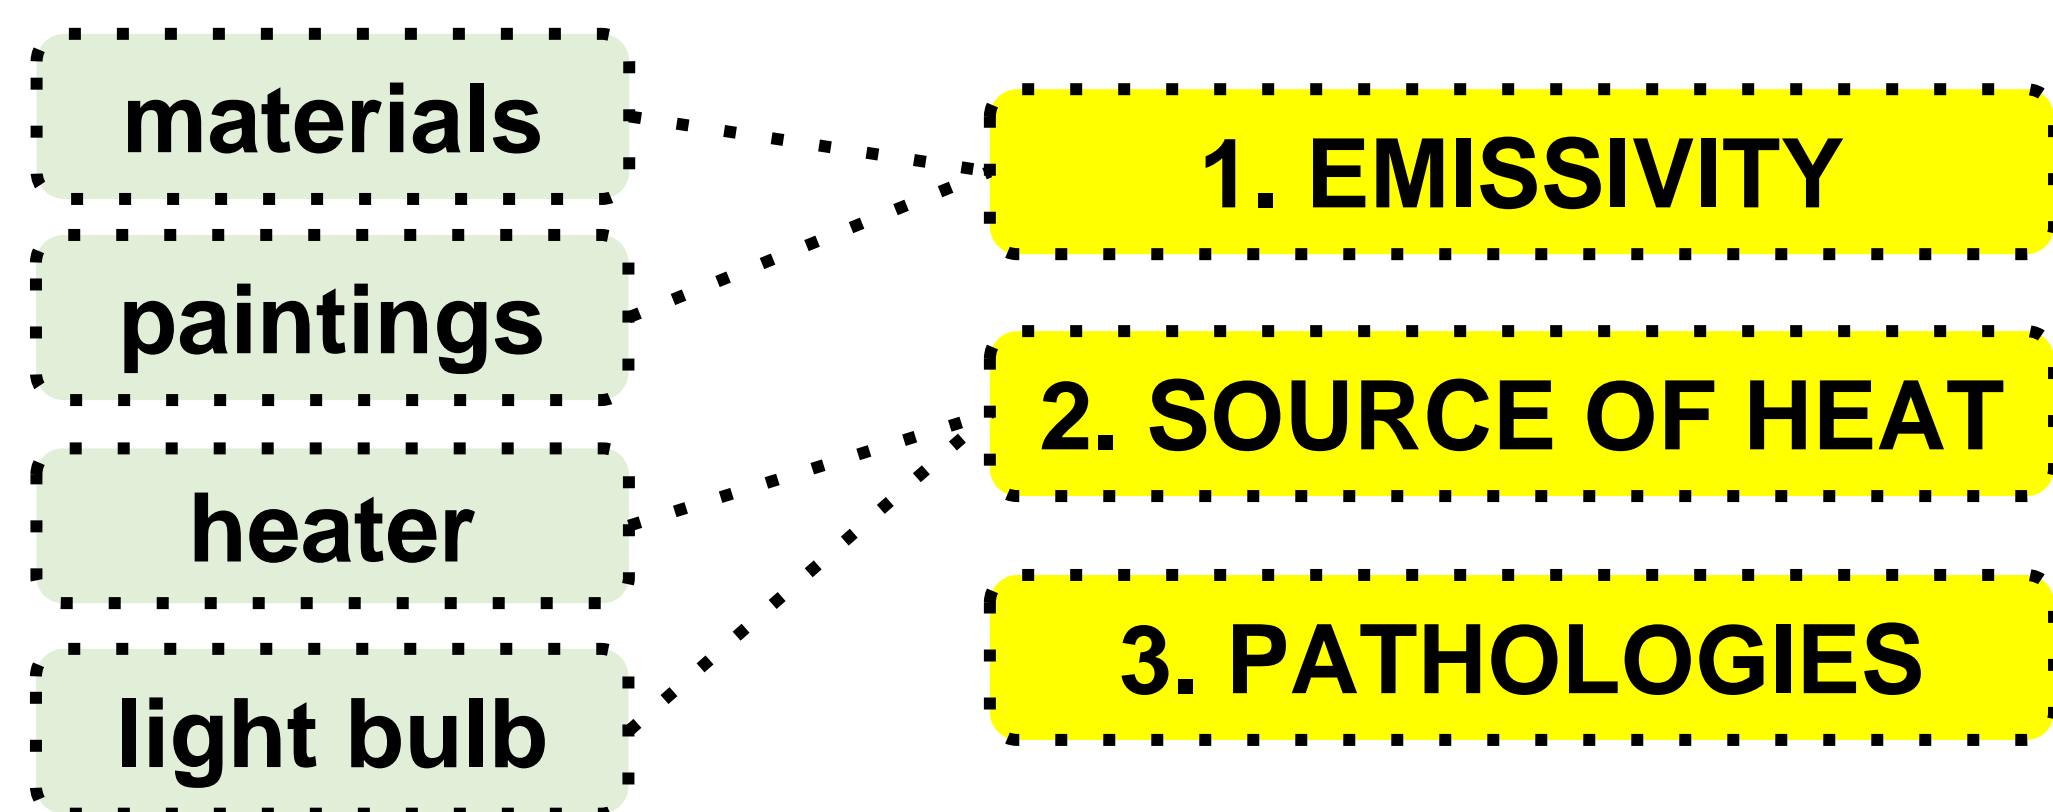 materials
paintings
heater
light bulb
1. EMISSIVITY
2. SOURCE OF HEAT
3. PATHOLOGIES